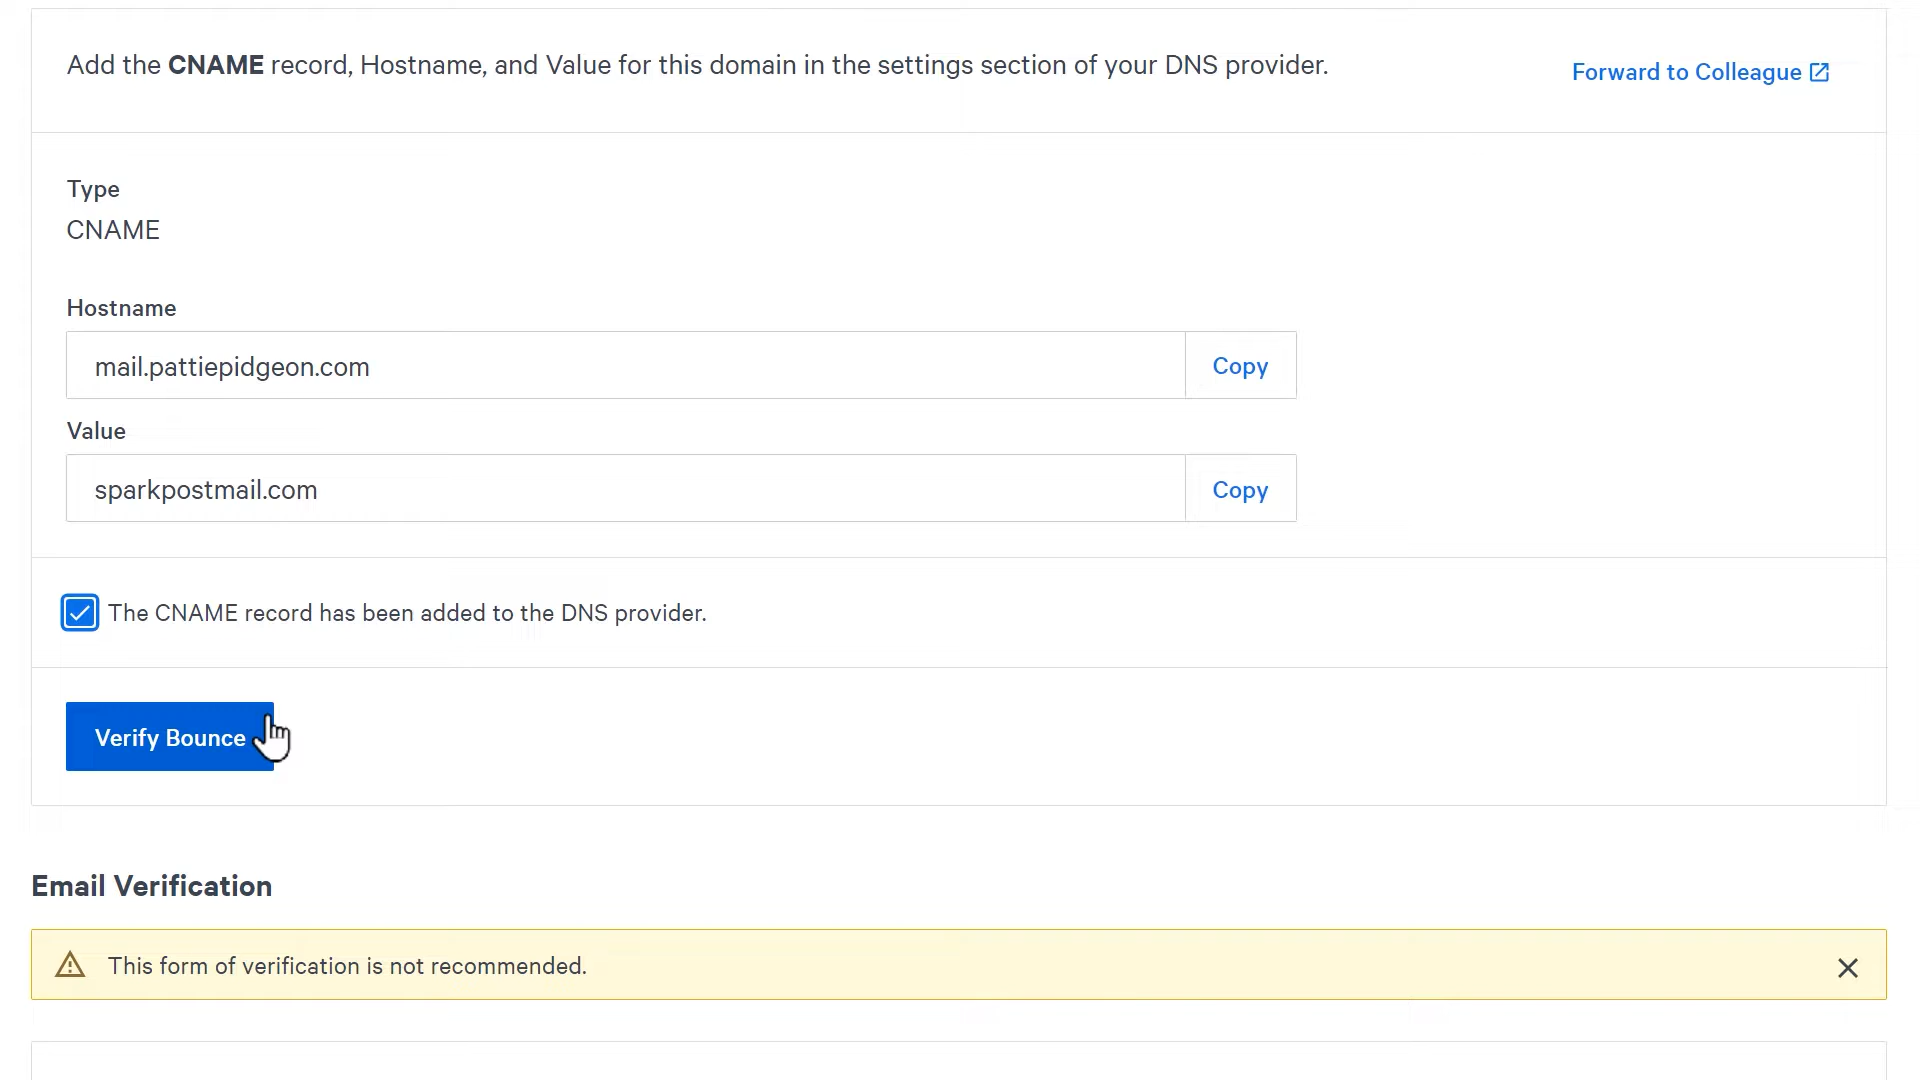 Add the CNAME record, Hostname, and Value for this domain in the settings section of your DNS provider.
Forward to Colleague
Type
CNAME
Hostname
mail.pattiepidgeon.com
Copy
Value
sparkpostmail.com
Copy
The CNAME record has been added to the DNS provider.
Verify Bounce
Email Verification
This form of verification is not recommended.